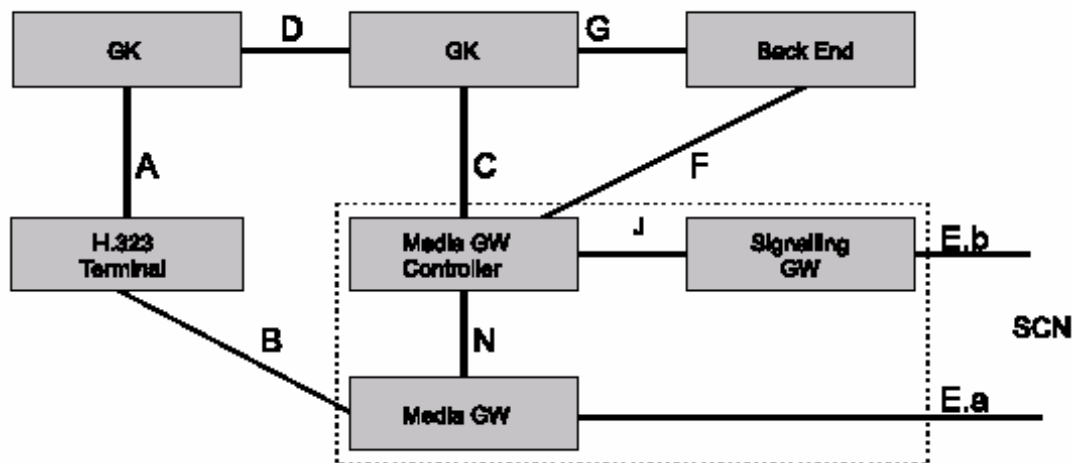 D
G
GK
GK
Back End
A
C
F
H.323
Terminal
Media GW
Controller
J
Signalling
GW
E.b
SCN
B
N
Media GW
E.a